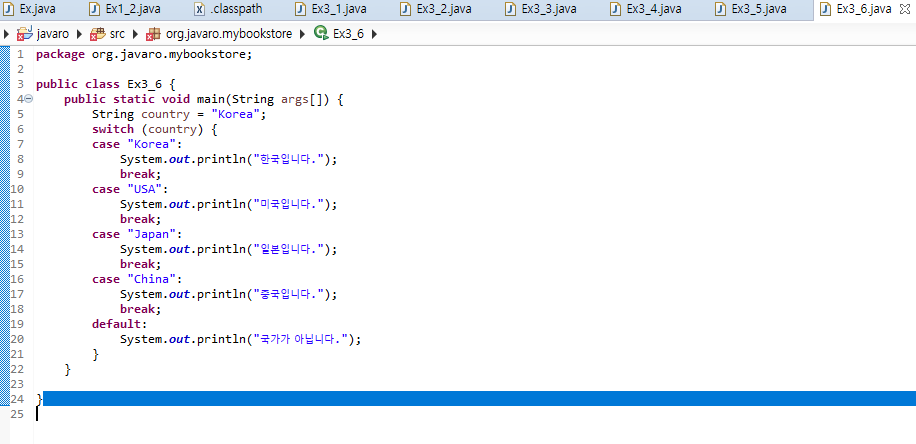 Ex.java Ex1_2.java .classpath Ex3_1.java Ex3_2.java Ex3_3.java Ex3_4.java Ex3_5.java Ex3_6.java
javaro src org.javaro.mybookstore Ex3_6
1 package org.javaro.mybookstore;
2
3 public class Ex3_6 {
4 public static void main(String args[]) {
5 String country = "Korea";
6 switch (country) {
7 case "Korea":
8 System.out.println("한국입니다.");
9 break;
10 case "USA":
11 System.out.println("미국입니다.");
12 break;
13 case "Japan":
14 System.out.println("일본입니다.");
15 break;
16 case "China":
17 System.out.println("중국입니다.");
18 break;
19 default:
20 System.out.println("국가가 아닙니다.");
21 }
22 }
23
24 }
25